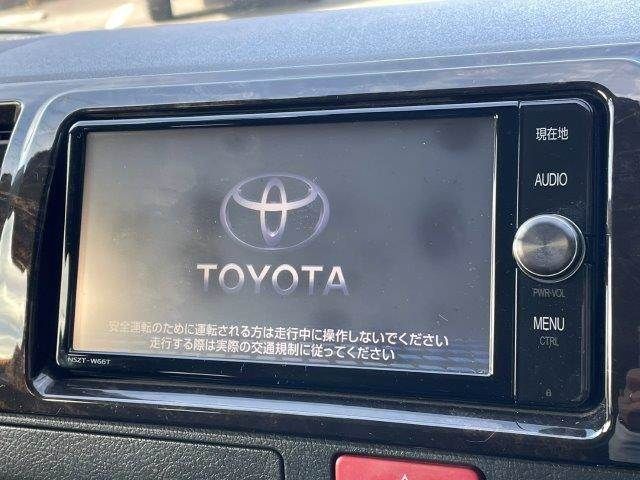 現在地
AUDIO
TOYOTA
PWR·VOL
安全運転のために運転される方は走行中に操作しないでください
走行する際は実際の交通規制に従ってください
MENU
CTRL
NSZT-W66T